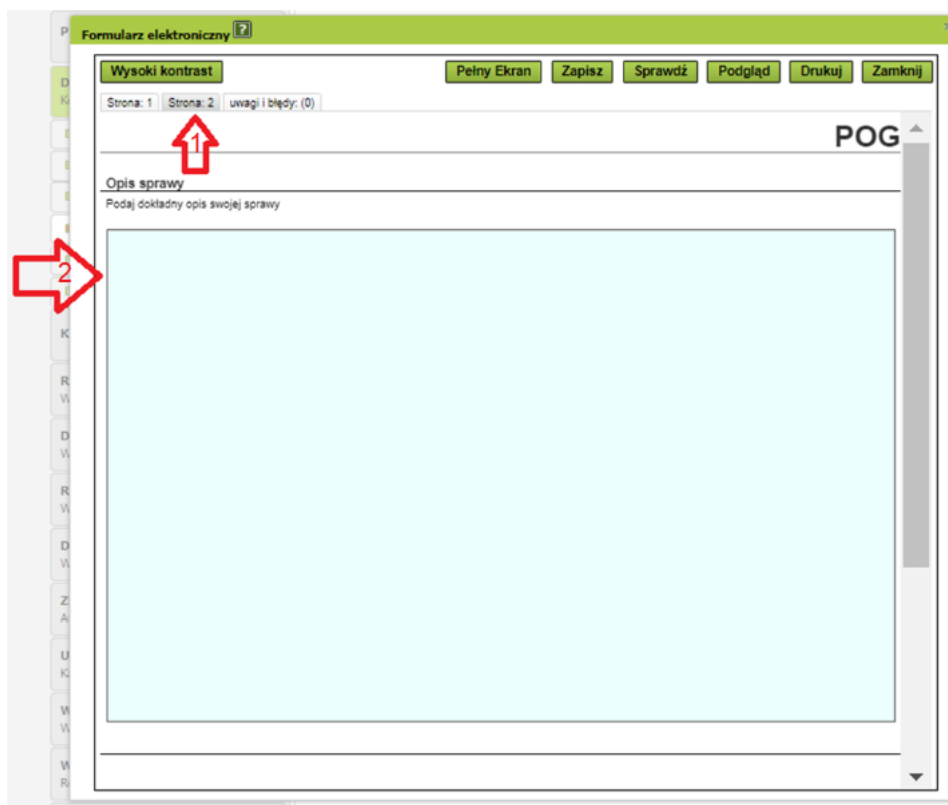 Formularz elektroniczny ?
Wysoki kontrast Pełny Ekran Zapisz Sprawdź Podgląd Drukuj Zamknij
Strona: 1 Strona: 2 uwagi i błędy: (0)
1
POG
Opis sprawy
Podaj dokładny opis swojej sprawy
2